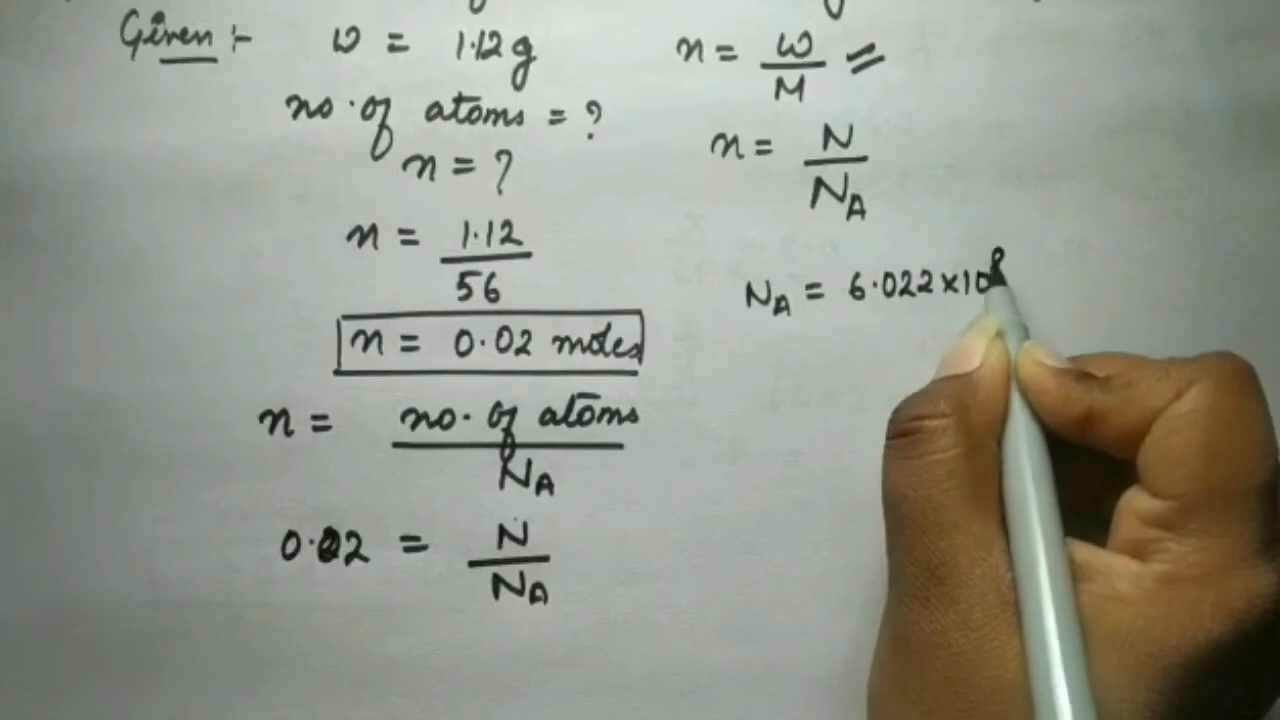 Given :- w = 1.12 g
no. of atoms = ?
n = ?
n = 1.12 / 56
n = 0.02 moles
n = no. of atoms / NA
0.02 = N / NA
n = w / M
n = N / NA
NA = 6.022 × 10